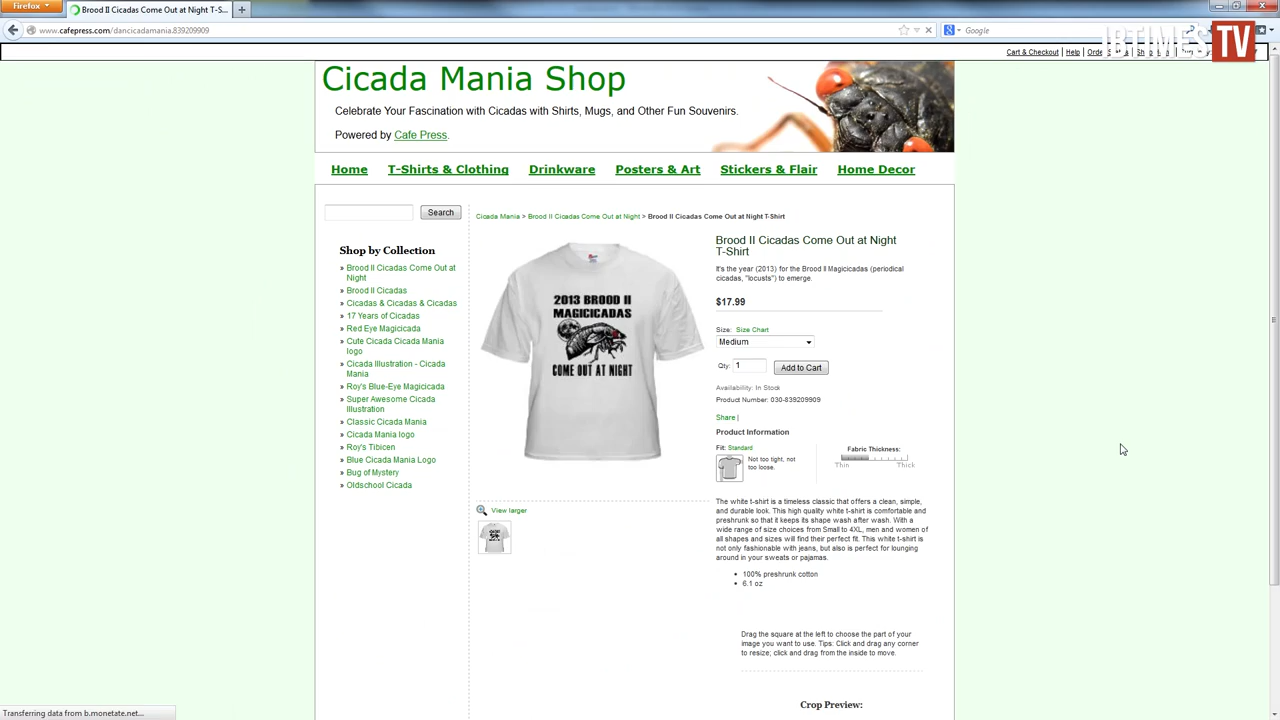 Firefox
Brood II Cicadas Come Out at Night T-S...
www.cafepress.com/dancicadamania.839209909
Google
IBTIMES TV
Cart & Checkout | Help |
Cicada Mania Shop
Celebrate Your Fascination with Cicadas with Shirts, Mugs, and Other Fun Souvenirs.
Powered by Cafe Press.
Home T-Shirts & Clothing Drinkware Posters & Art Stickers & Flair Home Decor
Search
Shop by Collection
» Brood II Cicadas Come Out at
Night
» Brood II Cicadas
» Cicadas & Cicadas & Cicadas
» 17 Years of Cicadas
» Red Eye Magicicada
» Cute Cicada Cicada Mania
logo
» Cicada Illustration - Cicada
Mania
» Roy's Blue-Eye Magicicada
» Super Awesome Cicada
Illustration
» Classic Cicada Mania
» Cicada Mania logo
» Roy's Tibicen
» Blue Cicada Mania Logo
» Bug of Mystery
» Oldschool Cicada
Cicada Mania > Brood II Cicadas Come Out at Night > Brood II Cicadas Come Out at Night T-Shirt
2013 BROOD II
MAGICICADAS
COME OUT AT NIGHT
View larger
Brood II Cicadas Come Out at Night
T-Shirt
It's the year (2013) for the Brood II Magicicadas (periodical
cicadas, "locusts") to emerge.
$17.99
Size: Size Chart
Medium
Qty: 1 Add to Cart
Availability: In Stock
Product Number: 030-839209909
Share |
Product Information
Fit: Standard
Not too tight, not
too loose.
Fabric Thickness:
Thin Thick
The white t-shirt is a timeless classic that offers a clean, simple,
and durable look. This high quality white t-shirt is comfortable and
preshrunk so that it keeps its shape wash after wash. With a
wide range of size choices from Small to 4XL, men and women of
all shapes and sizes will find their perfect fit. This white t-shirt is
not only fashionable with jeans, but also is perfect for lounging
around in your sweats or pajamas.
• 100% preshrunk cotton
• 6.1 oz
Drag the square at the left to choose the part of your
image you want to use. Tips: Click and drag any corner
to resize; click and drag from the inside to move.
Crop Preview:
Transferring data from b.monetate.net...